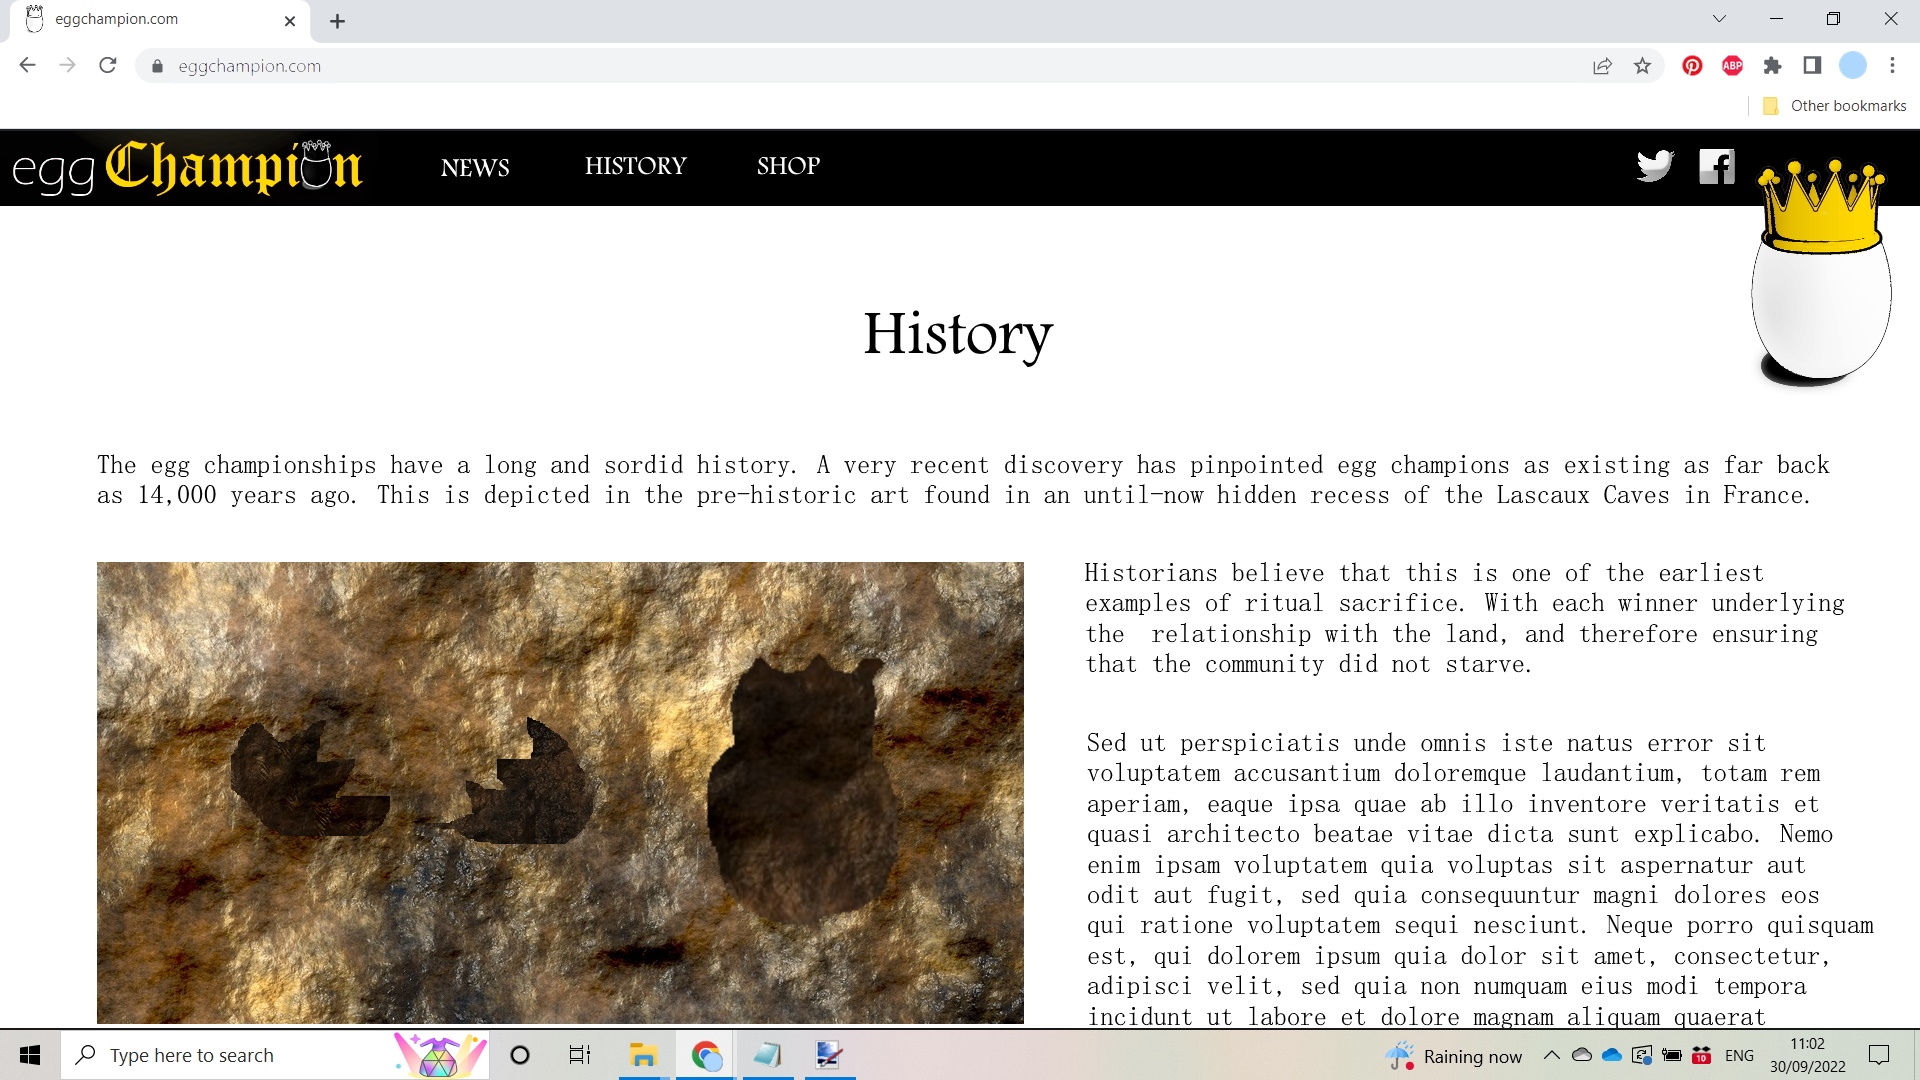 eggchampion.com
eggchampion.com
ABP
Other bookmarks
egg Champion
NEWS
HISTORY
SHOP
History
The egg championships have a long and sordid history. A very recent discovery has pinpointed egg champions as existing as far back
as 14,000 years ago. This is depicted in the pre-historic art found in an until-now hidden recess of the Lascaux Caves in France.
Historians believe that this is one of the earliest
examples of ritual sacrifice. With each winner underlying
the relationship with the land, and therefore ensuring
that the community did not starve.
Sed ut perspiciatis unde omnis iste natus error sit
voluptatem accusantium doloremque laudantium, totam rem
aperiam, eaque ipsa quae ab illo inventore veritatis et
quasi architecto beatae vitae dicta sunt explicabo. Nemo
enim ipsam voluptatem quia voluptas sit aspernatur aut
odit aut fugit, sed quia consequuntur magni dolores eos
qui ratione voluptatem sequi nesciunt. Neque porro quisquam
est, qui dolorem ipsum quia dolor sit amet, consectetur,
adipisci velit, sed quia non numquam eius modi tempora
incidunt ut labore et dolore magnam aliquam quaerat
Type here to search
Raining now
10
ENG
11:02
30/09/2022